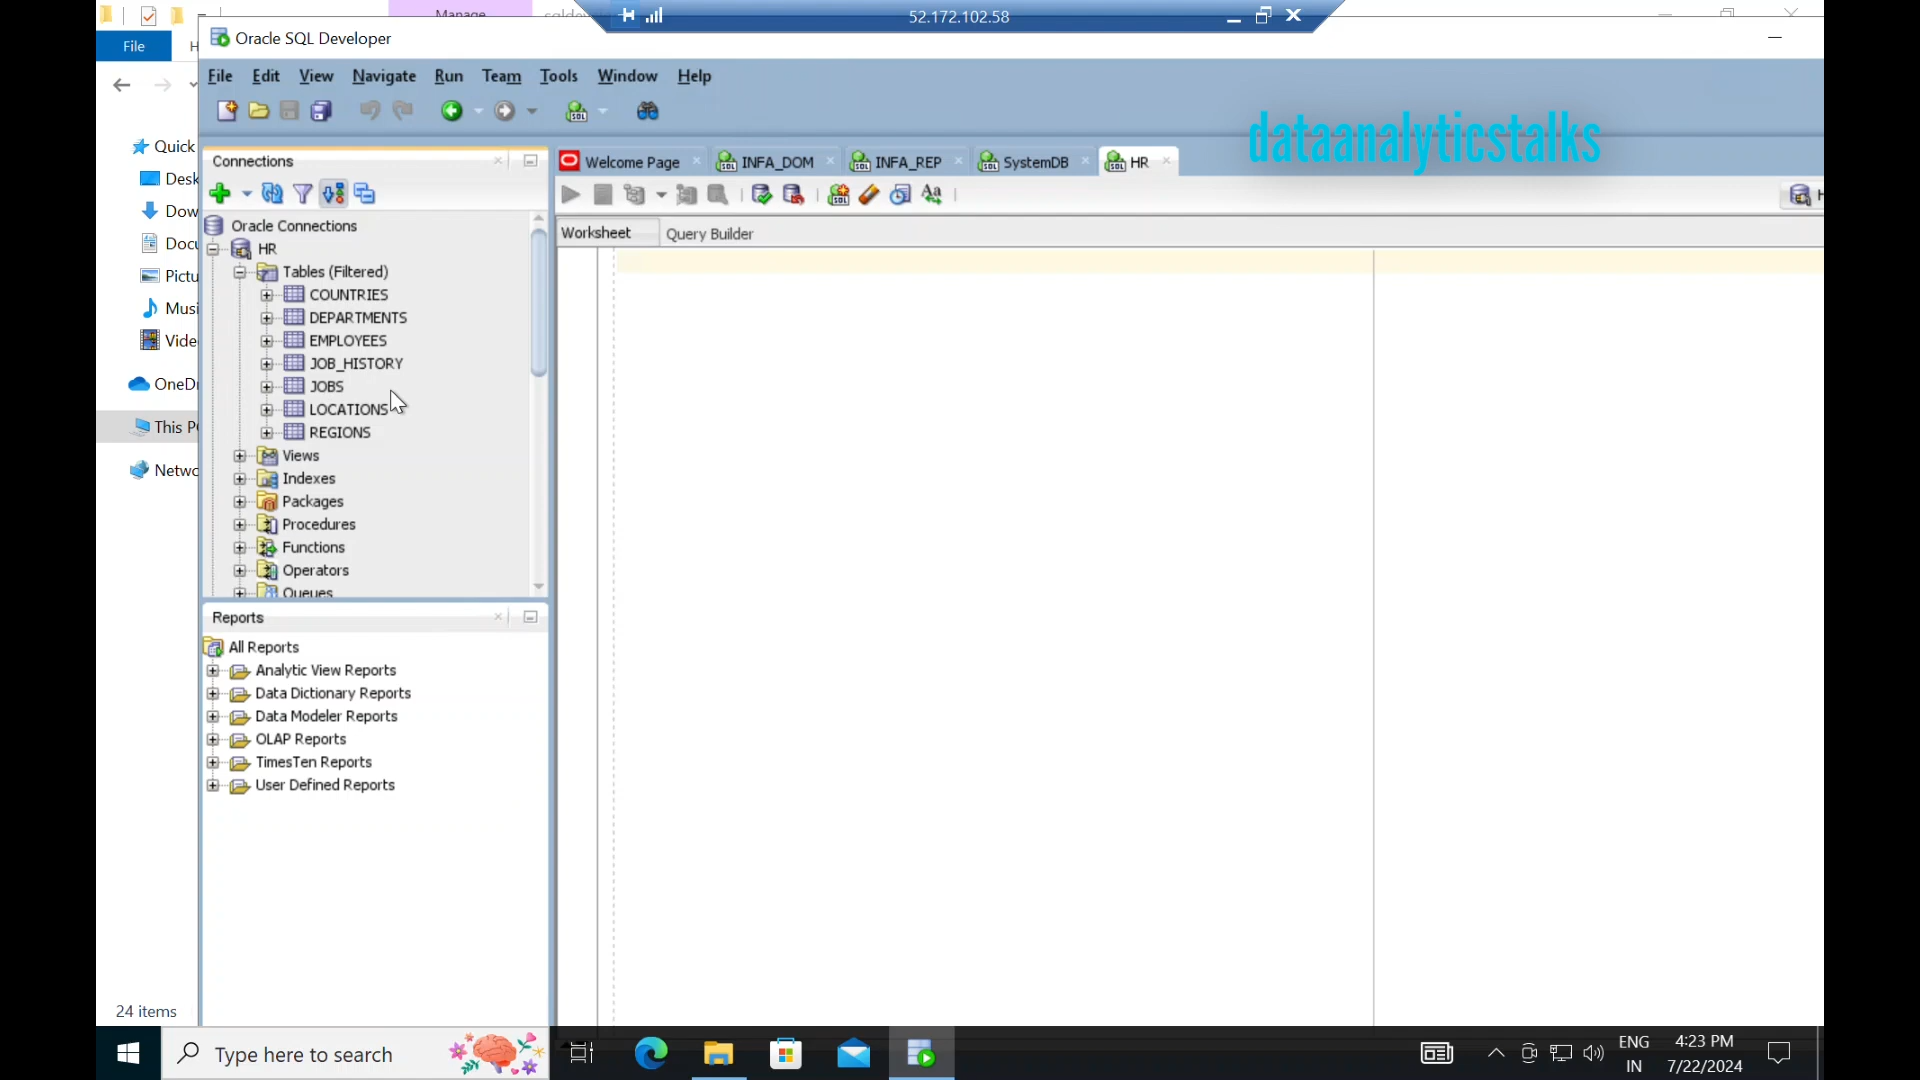 Manage
52.172.102.58
File
Oracle SQL Developer
File Edit View Navigate Run Team Tools Window Help
dataanalyticstalks
Quick
Desk
Dow
Docu
Pictu
Musi
Vide
OneDr
This P
Netwo
24 items
Connections
Oracle Connections
HR
Tables (Filtered)
COUNTRIES
DEPARTMENTS
EMPLOYEES
JOB_HISTORY
JOBS
LOCATIONS
REGIONS
Views
Indexes
Packages
Procedures
Functions
Operators
Queues
Reports
All Reports
Analytic View Reports
Data Dictionary Reports
Data Modeler Reports
OLAP Reports
TimesTen Reports
User Defined Reports
Welcome Page INFA_DOM INFA_REP SystemDB HR
Aa
Worksheet Query Builder
Type here to search
ENG
IN
4:23 PM
7/22/2024